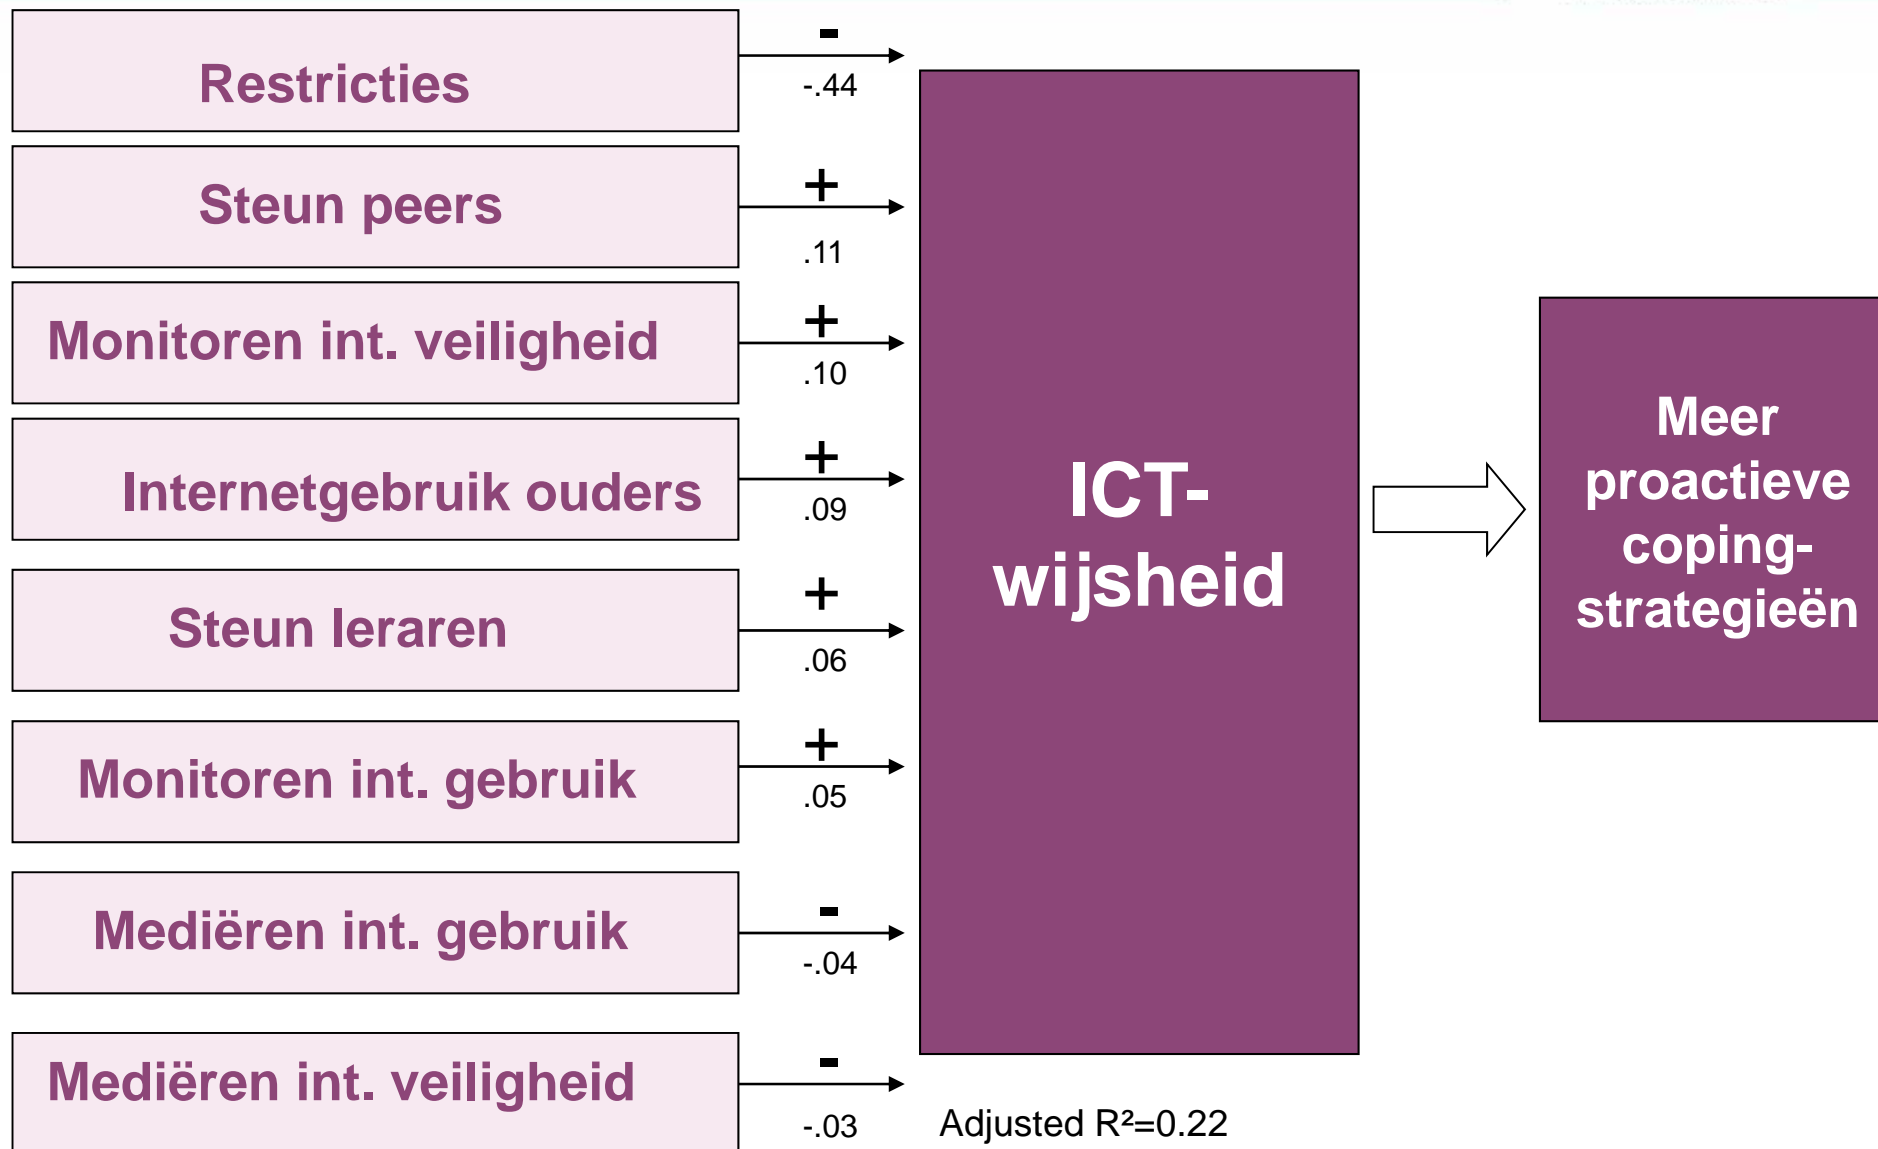 Restricties
-
-.44
Steun peers
+
.11
Monitoren int. veiligheid
+
.10
Internetgebruik ouders
+
.09
Steun leraren
+
.06
Monitoren int. gebruik
+
.05
Mediëren int. gebruik
-
-.04
Mediëren int. veiligheid
-
-.03
ICT-
wijsheid
Adjusted R²=0.22
Meer
proactieve
coping-
strategieën